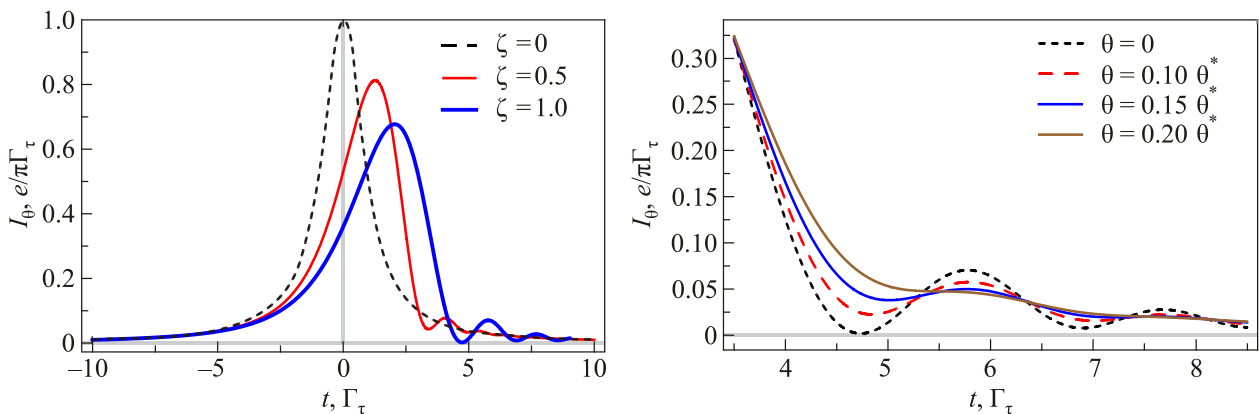 1.0
0.8
0.6
0.4
0.2
0
I_θ, e/πΓ_τ
−10
−5
0
5
10
t, Γ_τ
ζ = 0
ζ = 0.5
ζ = 1.0
0.30
0.25
0.20
0.15
0.10
0.05
0
I_θ, e/πΓ_τ
4
5
6
7
8
t, Γ_τ
θ = 0
θ = 0.10 θ*
θ = 0.15 θ*
θ = 0.20 θ*